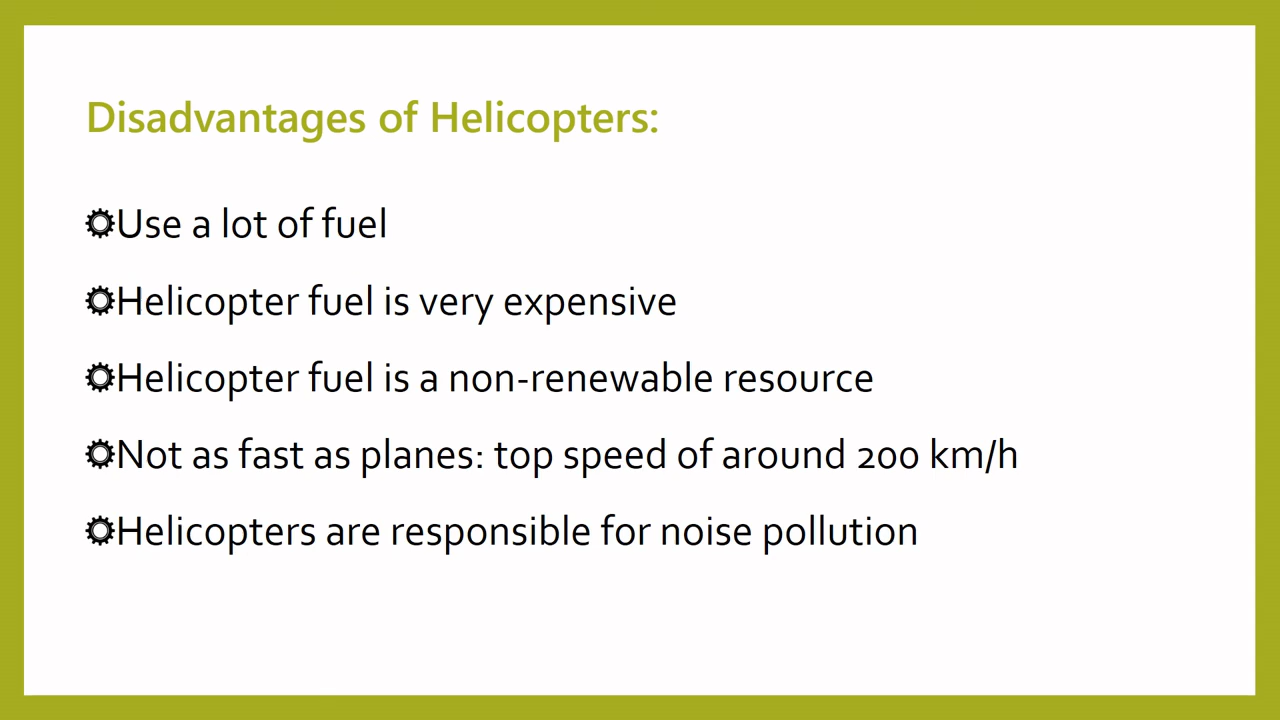 Disadvantages of Helicopters:
Use a lot of fuel
Helicopter fuel is very expensive
Helicopter fuel is a non-renewable resource
Not as fast as planes: top speed of around 200 km/h
Helicopters are responsible for noise pollution